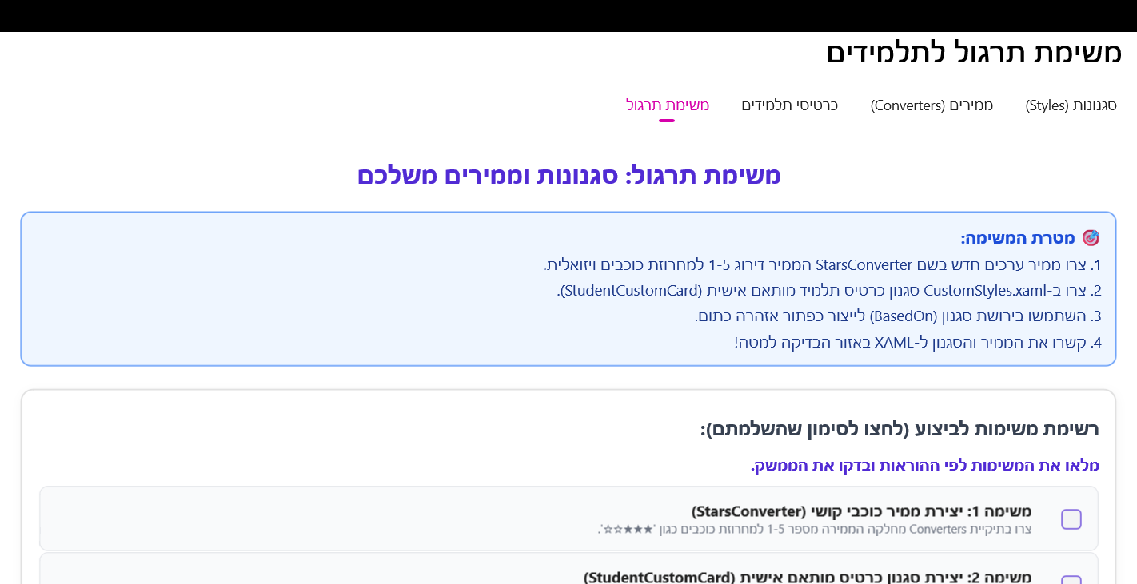 משימת תרגול לתלמידים
סגנונות (Styles) ממירים (Converters) כרטיסי תלמידים משימת תרגול
משימת תרגול: סגנונות וממירים משלכם
🎯 מטרת המשימה:
1. צרו ממיר ערכים חדש בשם StarsConverter הממיר דירוג 1-5 למחרוזת כוכבים ויזואלית.
2. צרו ב-CustomStyles.xaml סגנון כרטיס תלמיד מותאם אישית (StudentCustomCard).
3. השתמשו בירושת סגנון (BasedOn) לייצור כפתור אזהרה כתום.
4. קשרו את הממיר והסגנון ל-XAML באזור הבדיקה למטה!
רשימת משימות לביצוע (לחצו לסימון שהשלמתם):
מלאו את המשימות לפי ההוראות ובדקו את הממשק.
משימה 1: יצירת ממיר כוכבי קושי (StarsConverter)
צרו בתיקיית Converters מחלקה הממירה מספר 1-5 למחרוזת כוכבים כגון '★★★☆☆'.
משימה 2: יצירת סגנון כרטיס מותאם אישית (StudentCustomCard)